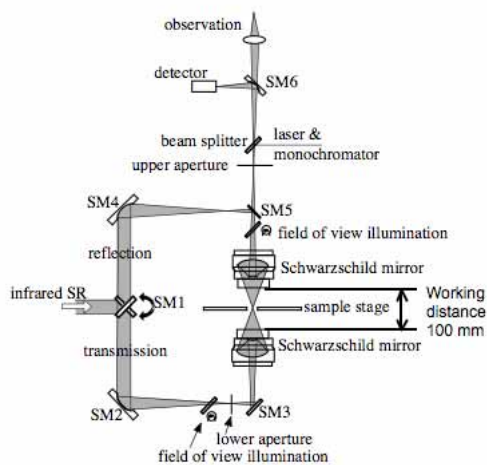 observation
detector
SM6
beam splitter
laser &
monochromator
upper aperture
SM4
SM5
field of view illumination
reflection
Schwarzschild mirror
infrared SR
SM1
sample stage
Working
distance
100 mm
transmission
Schwarzschild mirror
SM2
SM3
lower aperture
field of view illumination